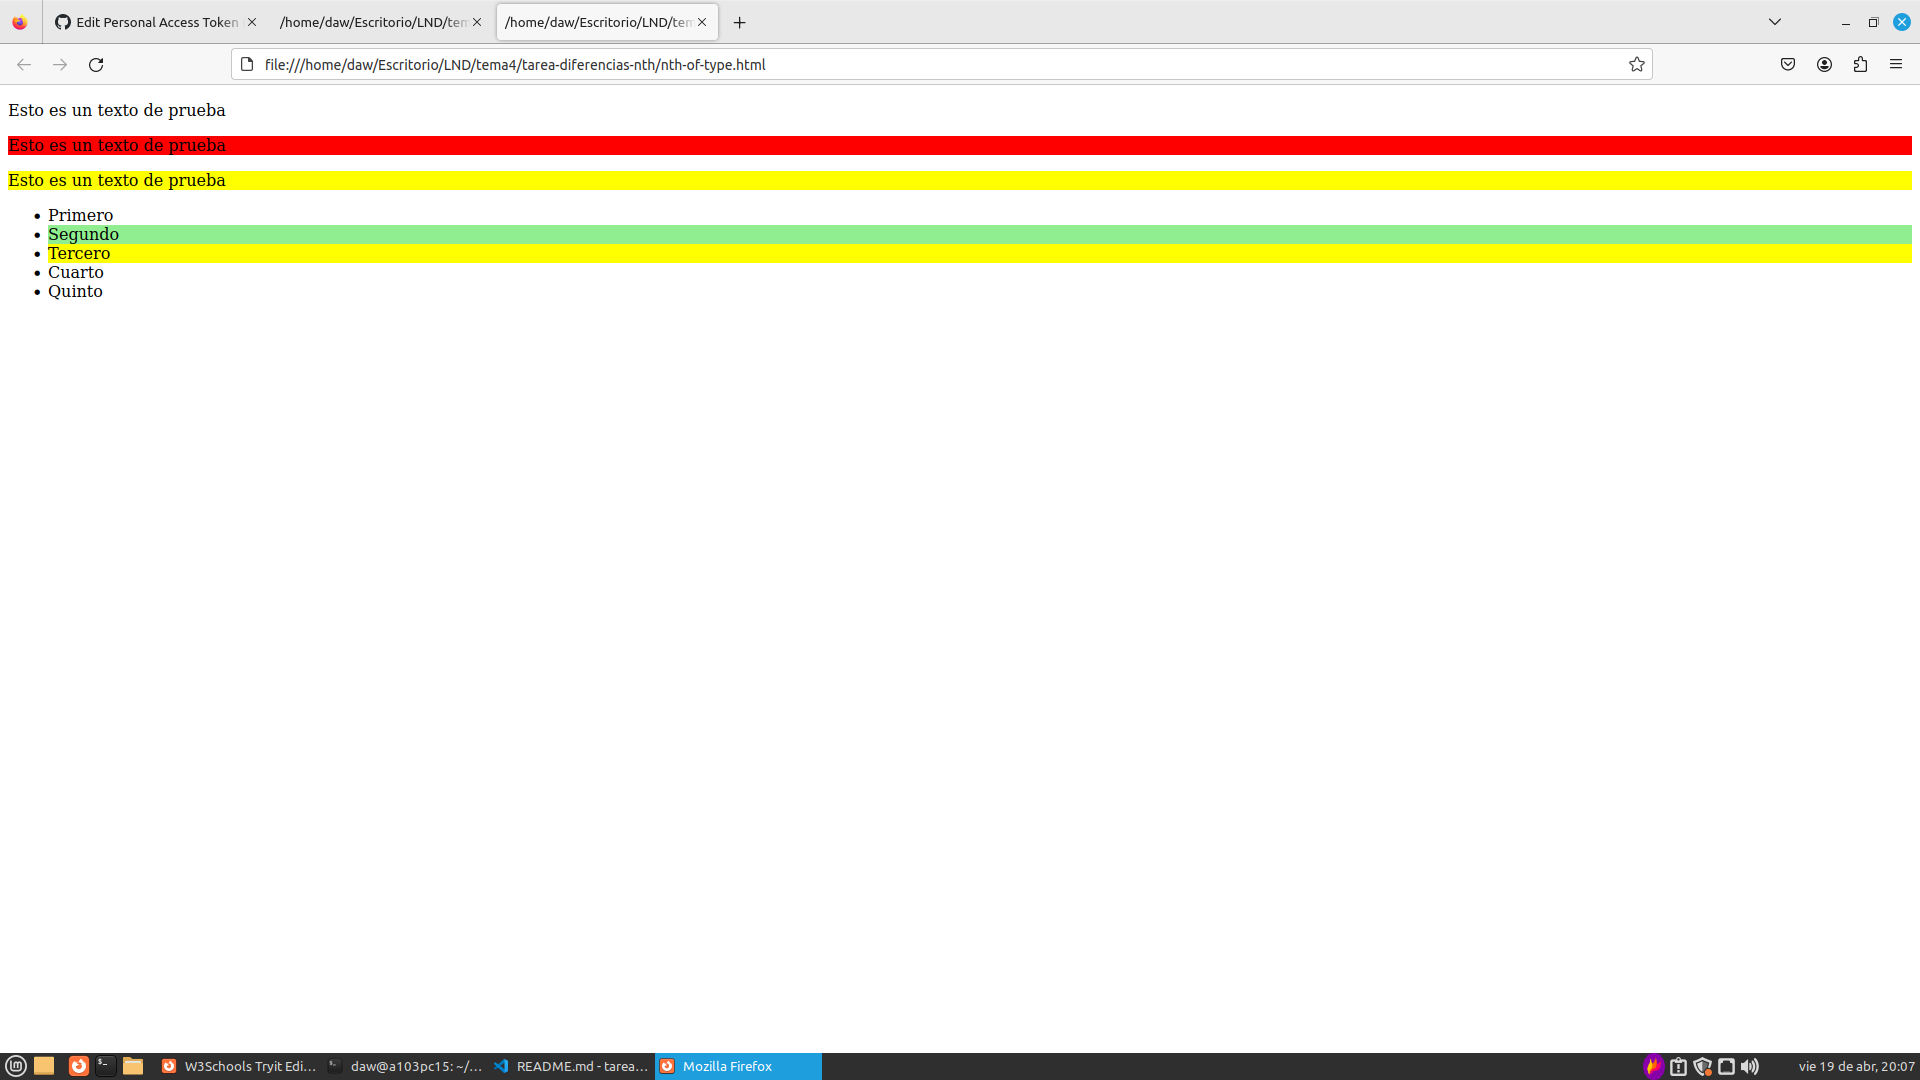 Edit Personal Access Token
/home/daw/Escritorio/LND/tem
/home/daw/Escritorio/LND/tem
file:///home/daw/Escritorio/LND/tema4/tarea-diferencias-nth/nth-of-type.html
Esto es un texto de prueba
Esto es un texto de prueba
Esto es un texto de prueba
• Primero
• Segundo
• Tercero
• Cuarto
• Quinto
W3Schools Tryit Edi...
daw@a103pc15: ~/...
README.md - tarea...
Mozilla Firefox
vie 19 de abr, 20:07